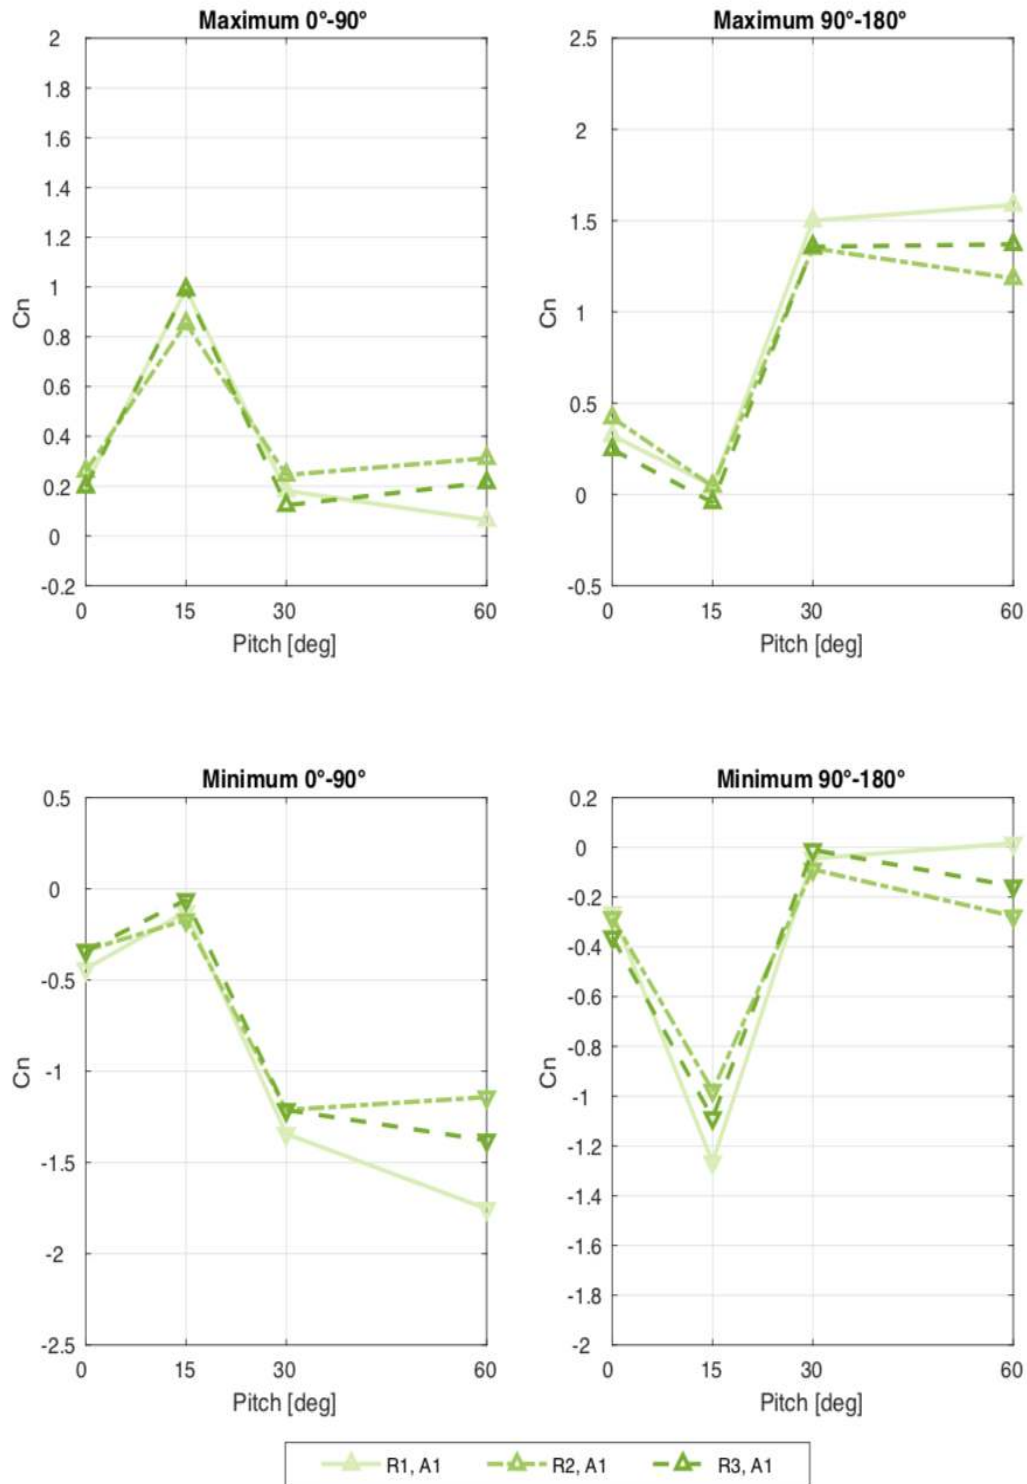 Maximum 0°-90°
2
1.8
1.6
1.4
1.2
1
0.8
0.6
0.4
0.2
0
-0.2
Cn
0 15 30 60
Pitch [deg]
Maximum 90°-180°
2.5
2
1.5
1
0.5
0
-0.5
Cn
0 15 30 60
Pitch [deg]
Minimum 0°-90°
0.5
0
-0.5
-1
-1.5
-2
-2.5
Cn
0 15 30 60
Pitch [deg]
Minimum 90°-180°
0.2
0
-0.2
-0.4
-0.6
-0.8
-1
-1.2
-1.4
-1.6
-1.8
-2
Cn
0 15 30 60
Pitch [deg]
R1, A1 R2, A1 R3, A1